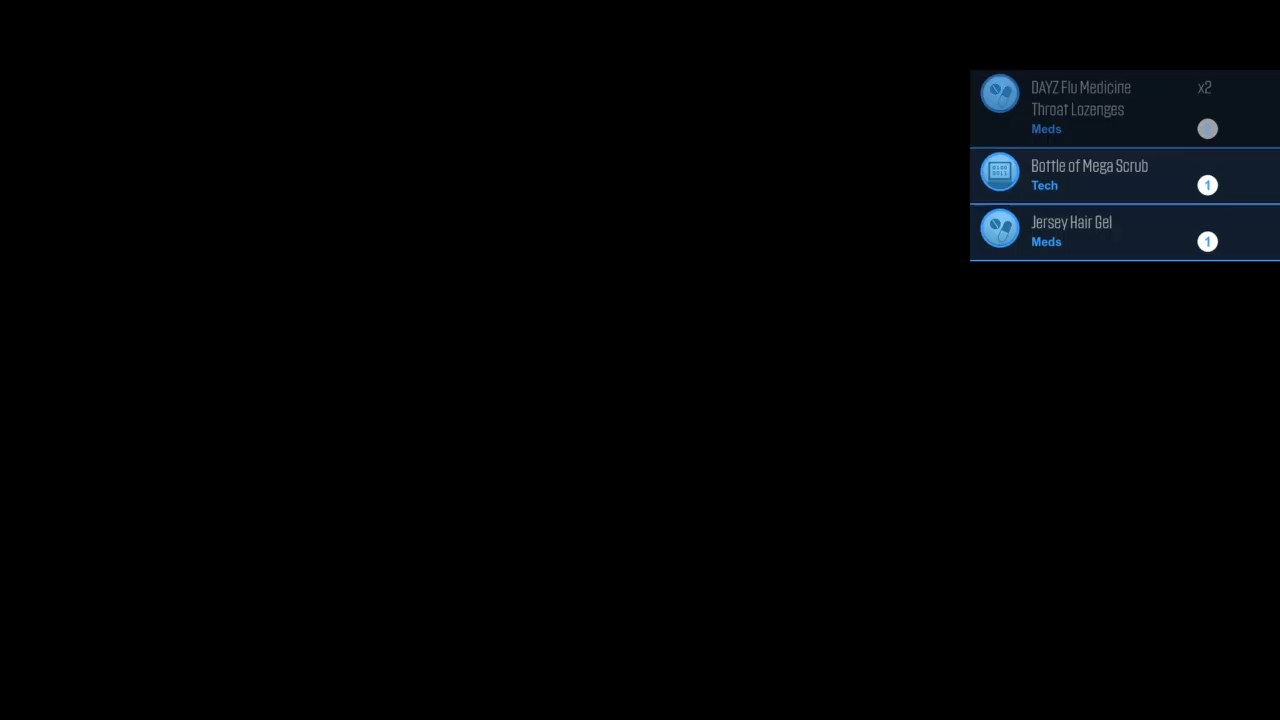 DAYZ Flu Medicine x2
Throat Lozenges
Meds
Bottle of Mega Scrub
Tech 1
Jersey Hair Gel
Meds 1